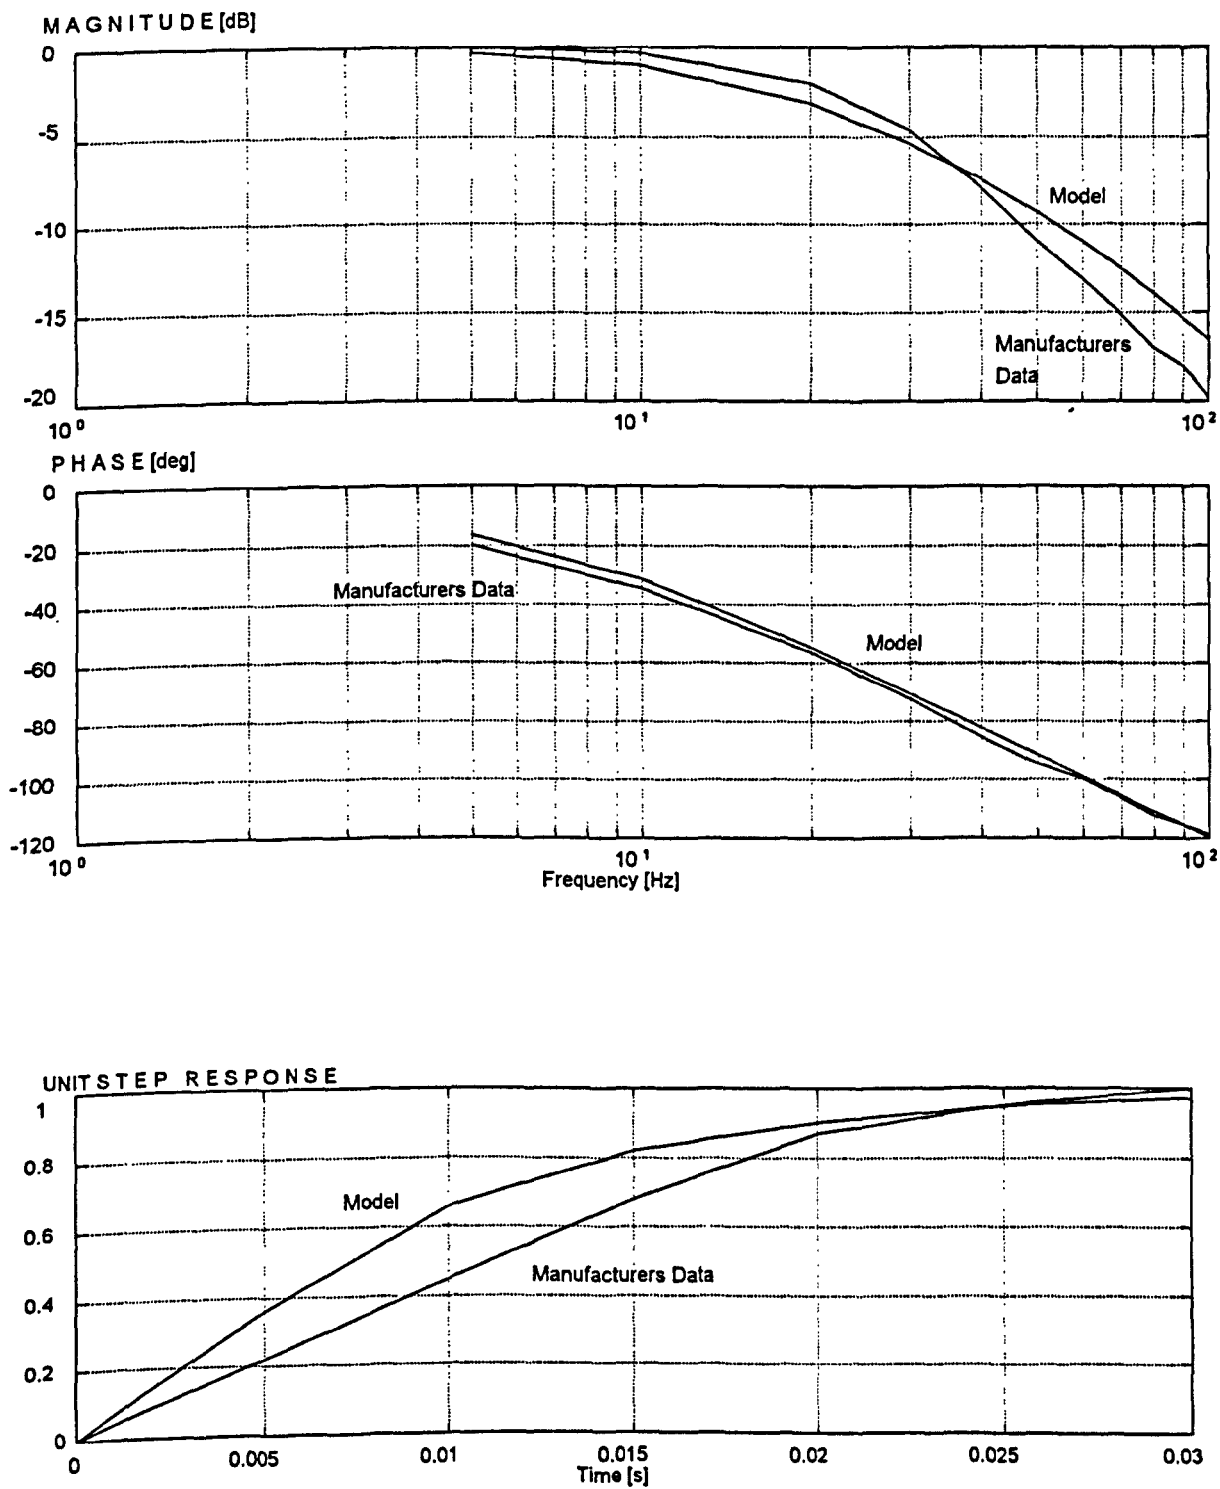 MAGNITUDE [dB]
0
-5
-10
-15
-20
Model
Manufacturers
Data
10⁰
10¹
10²
PHASE [deg]
0
-20
-40
-60
-80
-100
-120
Manufacturers Data
Model
10⁰
10¹
10²
Frequency [Hz]
UNIT STEP RESPONSE
1
0.8
0.6
0.4
0.2
0
Model
Manufacturers Data
0
0.005
0.01
0.015
0.02
0.025
0.03
Time [s]